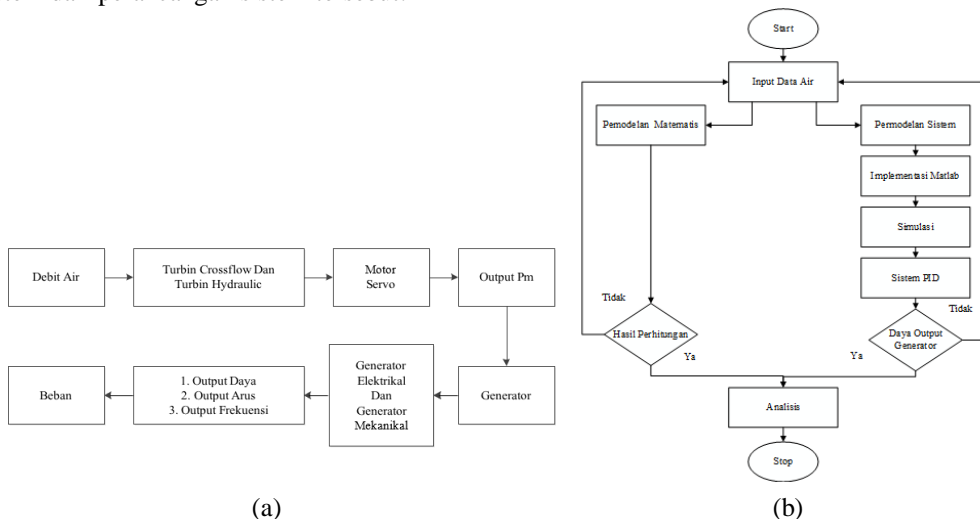 Debit Air
Turbin Crossflow Dan
Turbin Hydraulic
Motor
Servo
Output Pm
Beban
1. Output Daya
2. Output Arus
3. Output Frekuensi
Generator
Elektrikal
Dan
Generator
Mekanikal
Generator
(a)
Start
Input Data Air
Pemodelan Matematis
Permodelan Sistem
Implementasi Matlab
Simulasi
Sistem PID
Tidak
Tidak
Hasil Perhitungan
Daya Output
Generator
Ya
Ya
Analisis
Stop
(b)